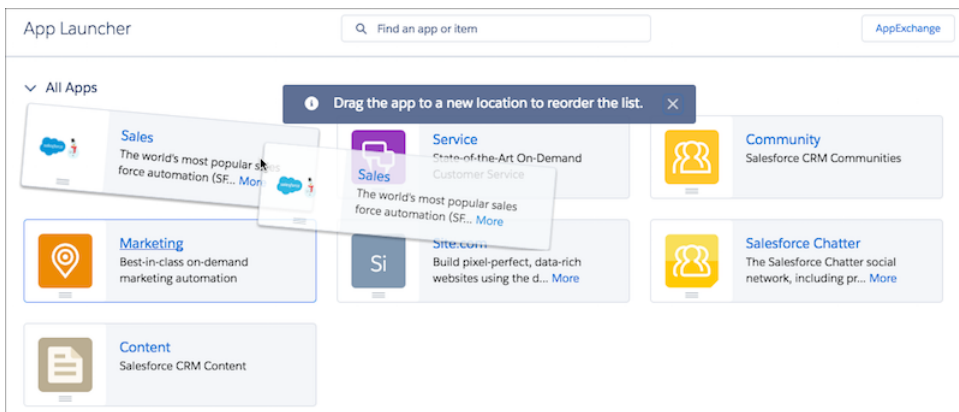 App Launcher
Find an app or item
AppExchange
All Apps
Drag the app to a new location to reorder the list.
Sales
The world's most popular sales
force automation (SF... More
Service
State-of-the-Art On-Demand
Customer Service
Community
Salesforce CRM Communities
Sales
The world's most popular sales
force automation (SF... More
Marketing
Best-in-class on-demand
marketing automation
Si
Site.com
Build pixel-perfect, data-rich
websites using the d... More
Salesforce Chatter
The Salesforce Chatter social
network, including pr... More
Content
Salesforce CRM Content